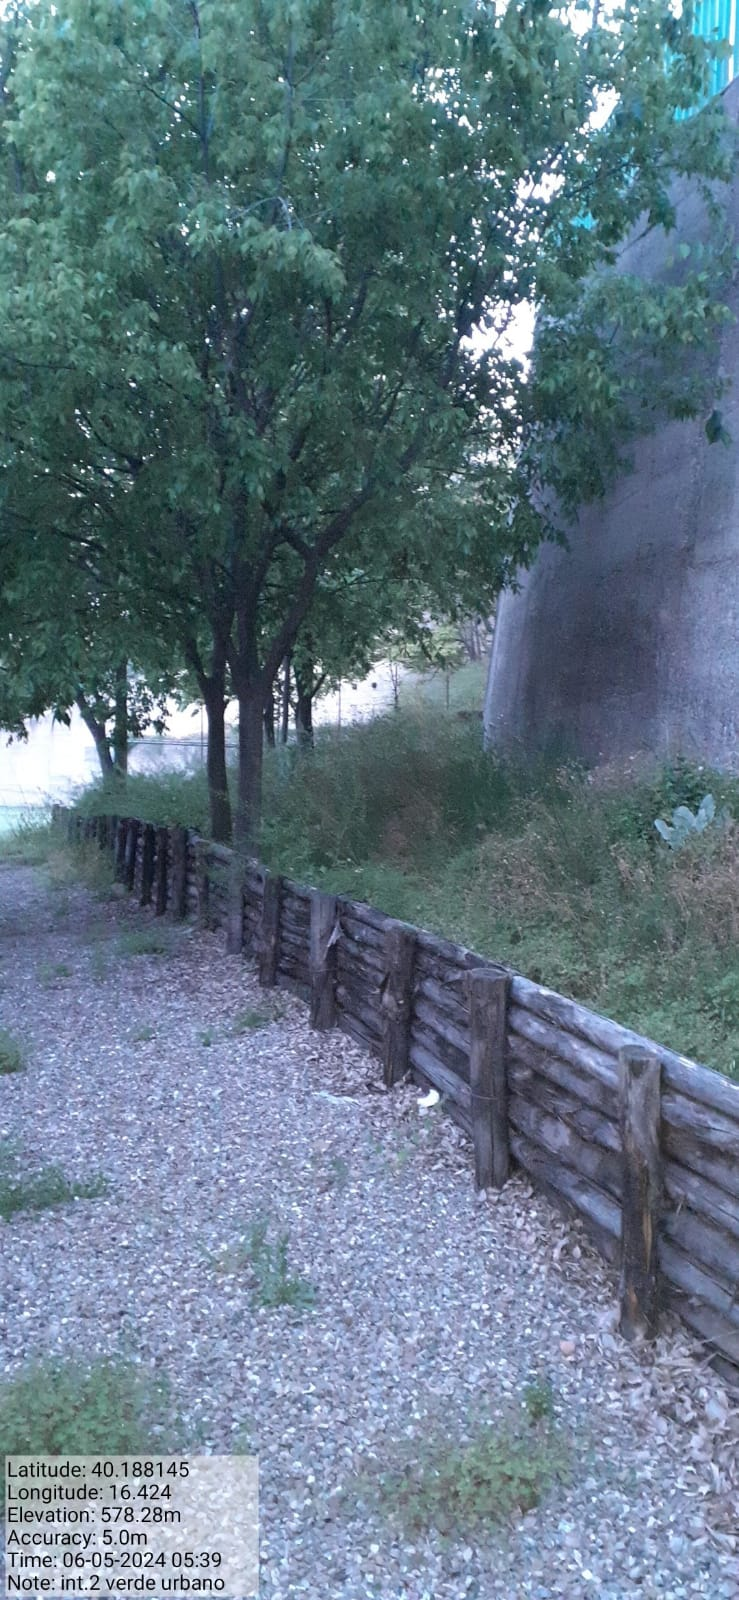 Latitude: 40.188145
Longitude: 16.424
Elevation: 578.28m
Accuracy: 5.0m
Time: 06-05-2024 05:39
Note: int.2 verde urbano